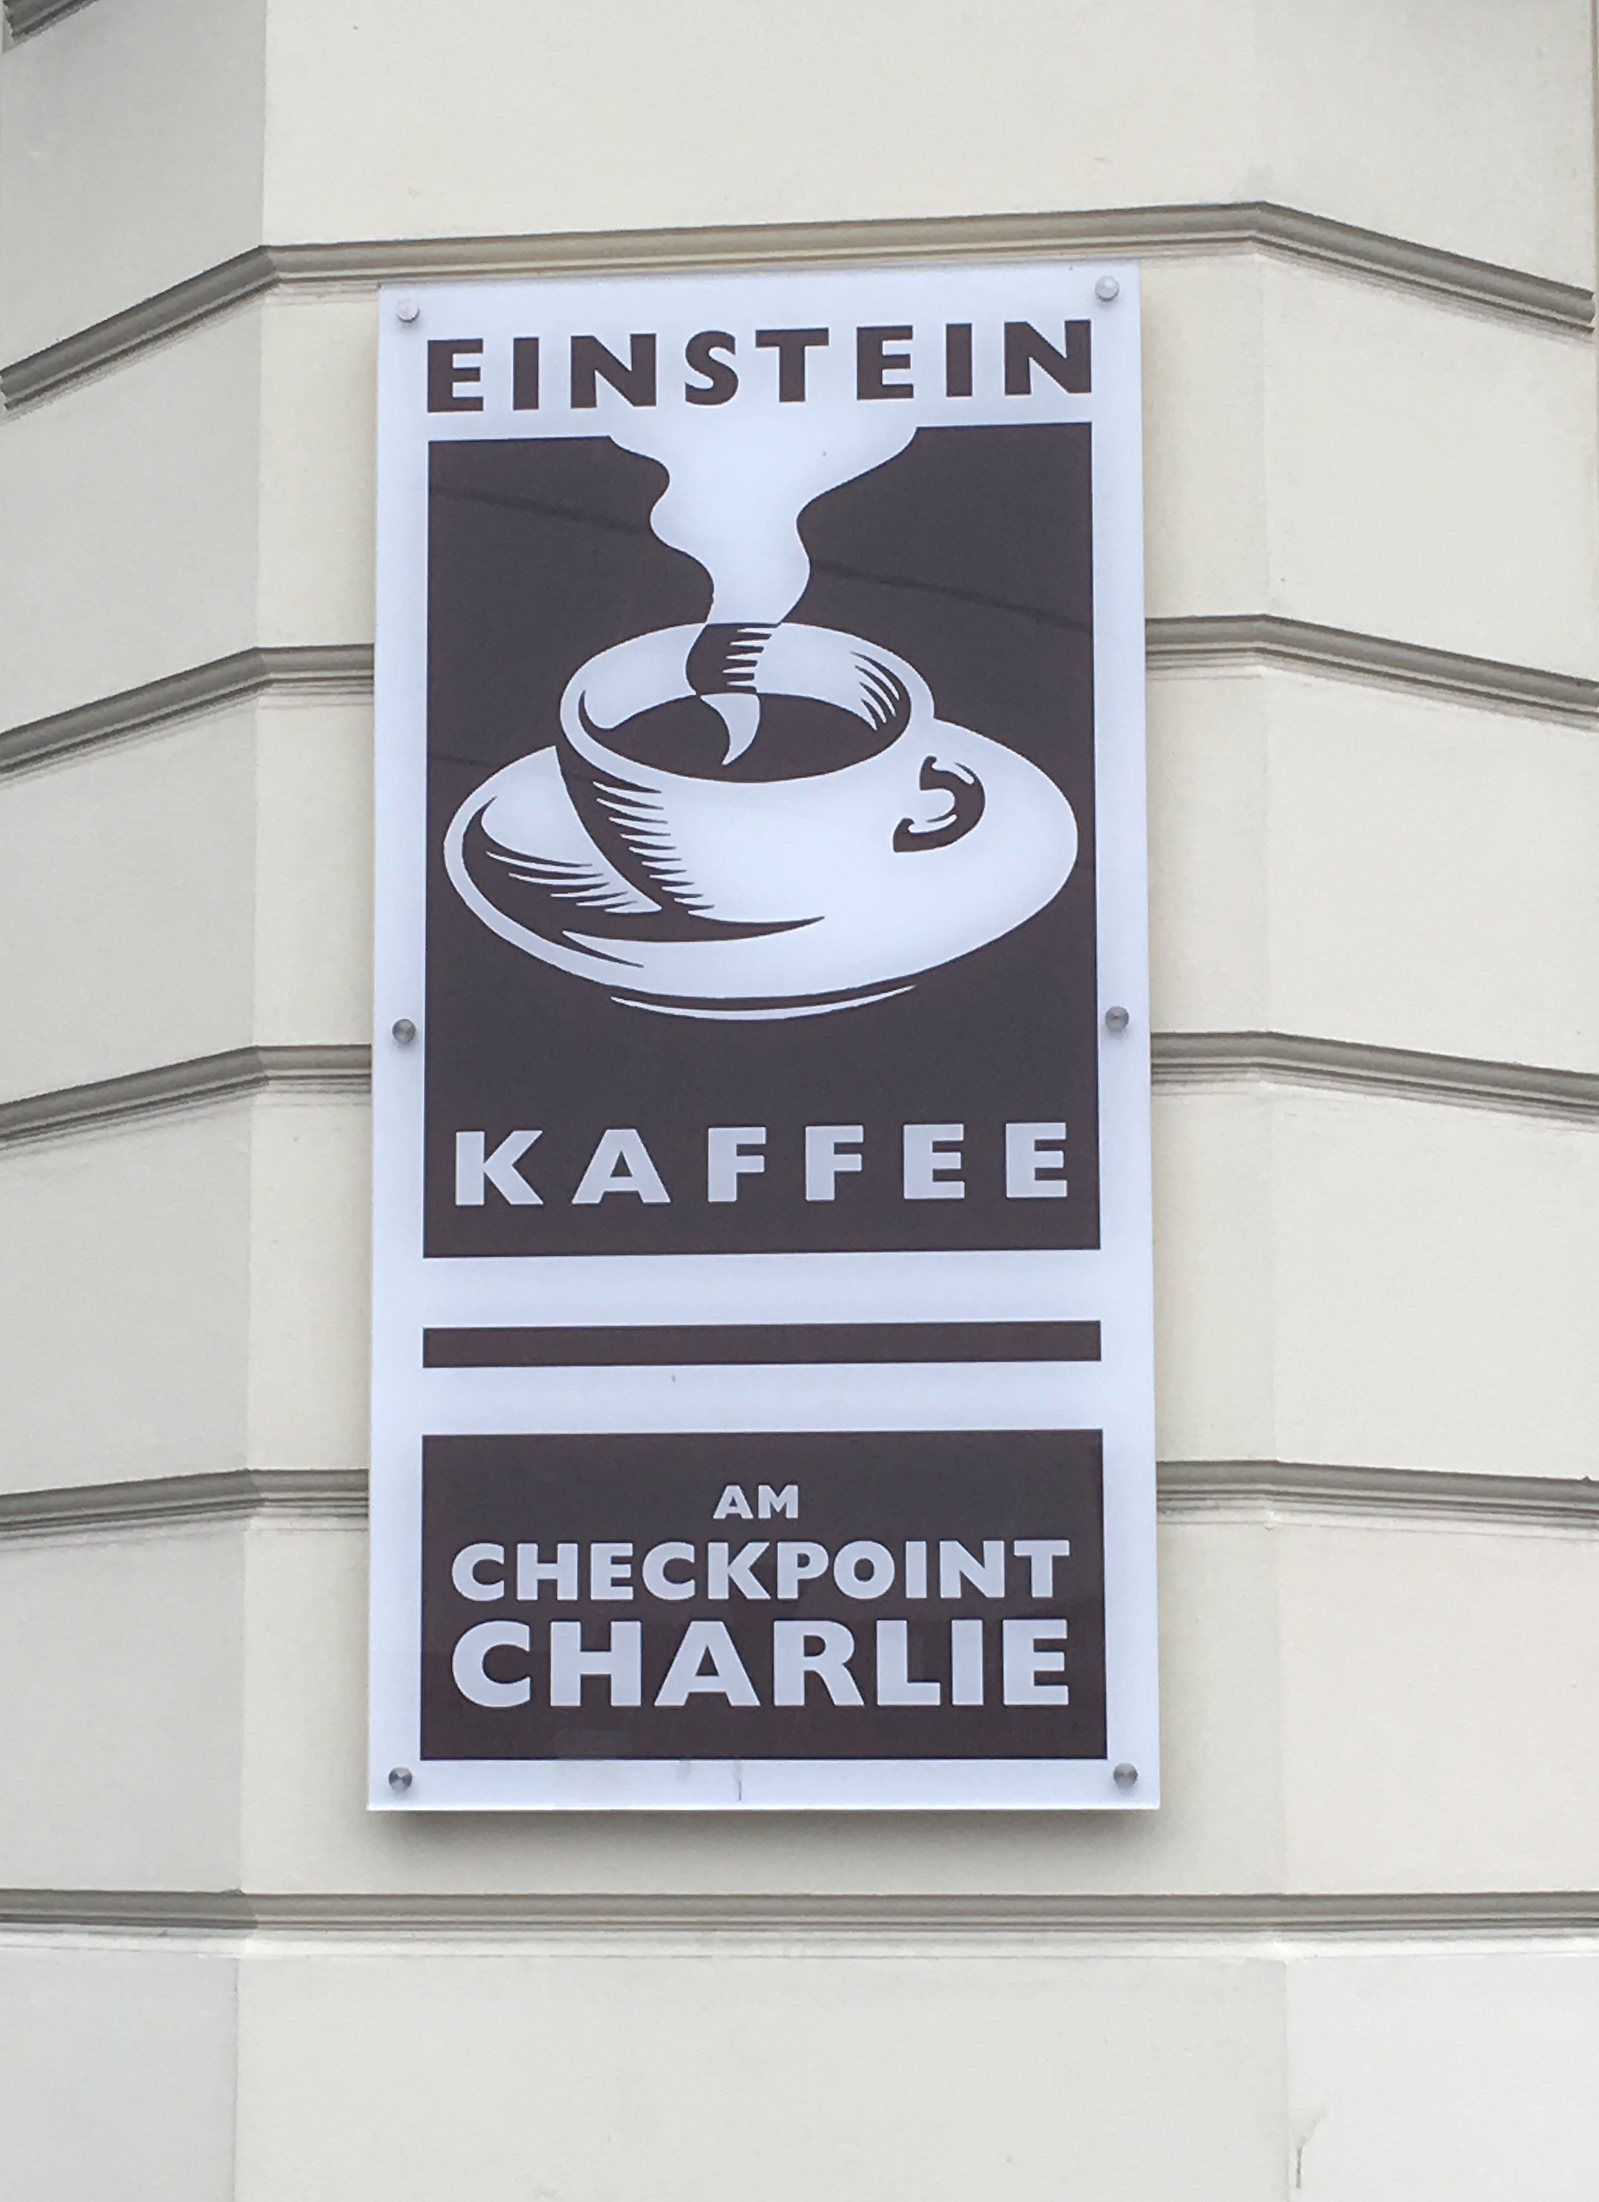 EINSTEIN
KAFFEE
AM
CHECKPOINT
CHARLIE